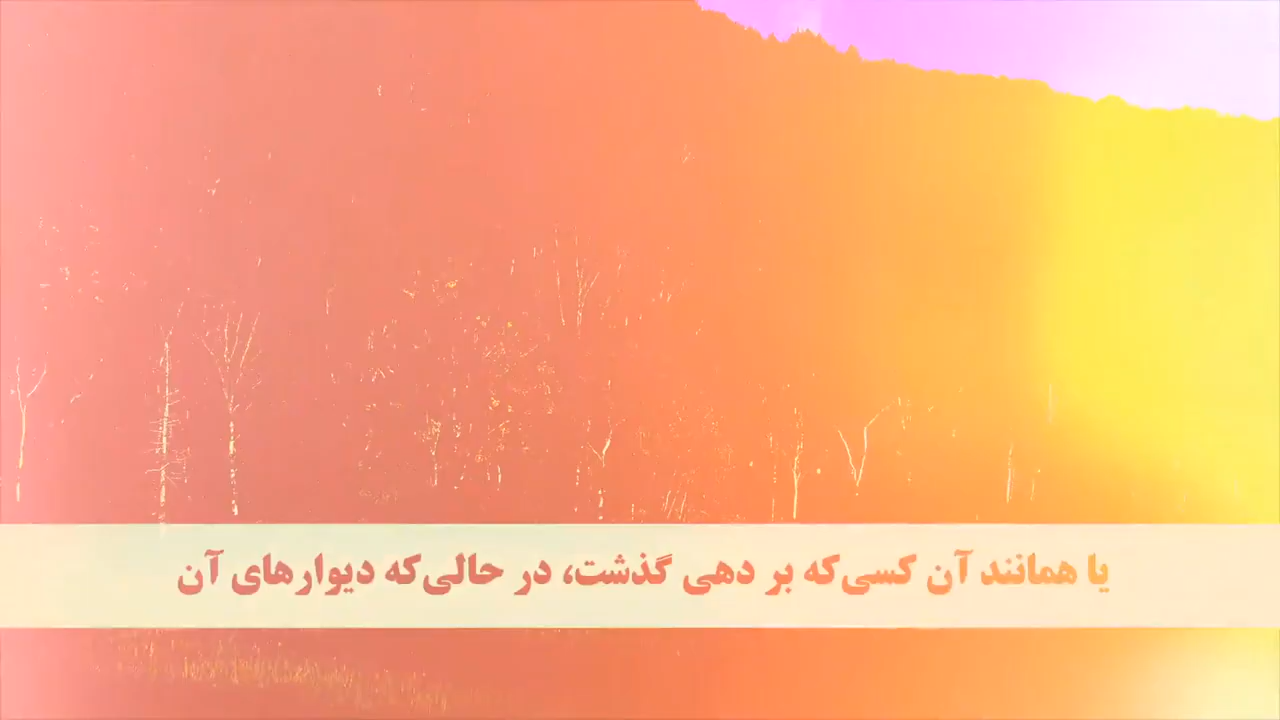 یا همانند آن کسی‌که بر دهی گذشت، در حالی‌که دیوارهای آن